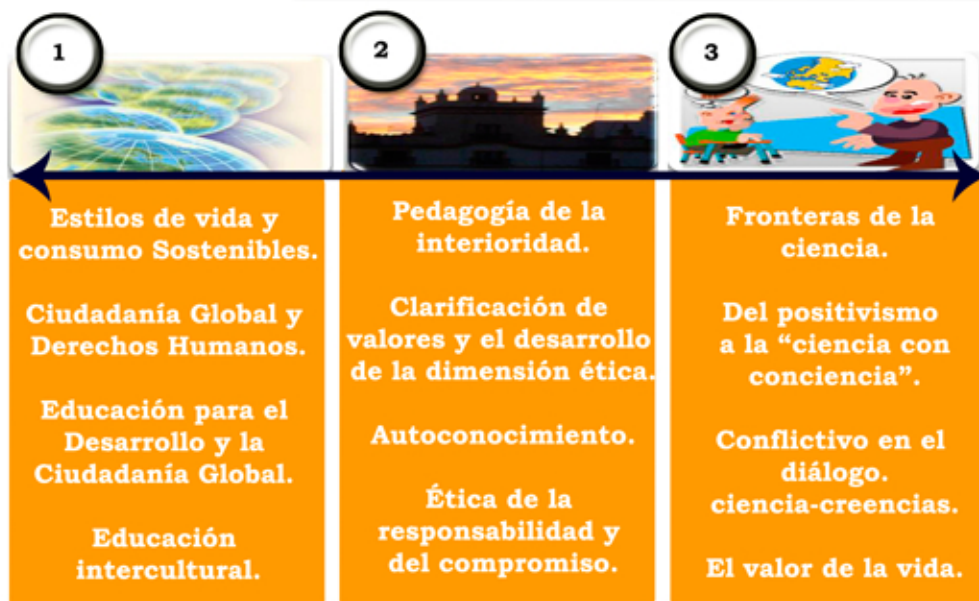 1
Estilos de vida y
consumo Sostenibles.
Ciudadanía Global y
Derechos Humanos.
Educación para el
Desarrollo y la
Ciudadanía Global.
Educación
intercultural.
2
Pedagogía de la
interioridad.
Clarificación de
valores y el desarrollo
de la dimensión ética.
Autoconocimiento.
Ética de la
responsabilidad y
del compromiso.
3
Fronteras de la
ciencia.
Del positivismo
a la “ciencia con
conciencia”.
Conflictivo en el
diálogo.
ciencia-creencias.
El valor de la vida.